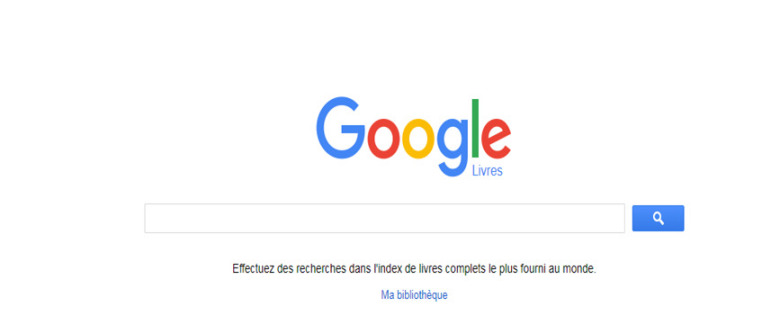 Google
Livres
Effectuez des recherches dans l'index de livres complets le plus fourni au monde.
Ma bibliothèque